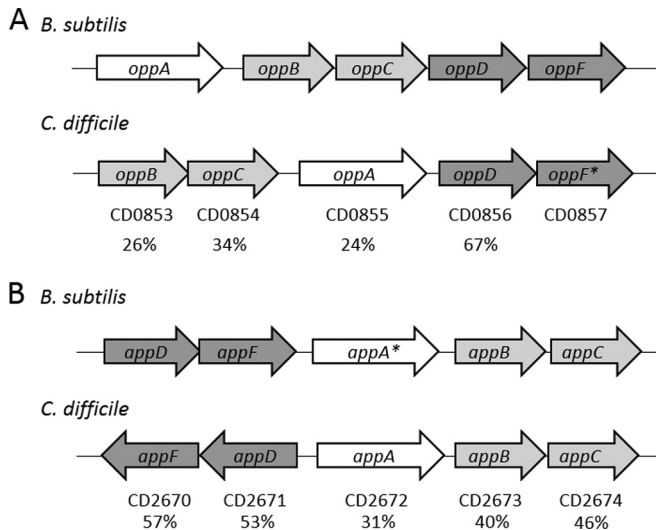 A B. subtilis
oppA oppB oppC oppD oppF
C. difficile
oppB oppC oppA oppD oppF*
CD0853 CD0854 CD0855 CD0856 CD0857
26% 34% 24% 67%
B B. subtilis
appD appF appA* appB appC
C. difficile
appF appD appA appB appC
CD2670 CD2671 CD2672 CD2673 CD2674
57% 53% 31% 40% 46%